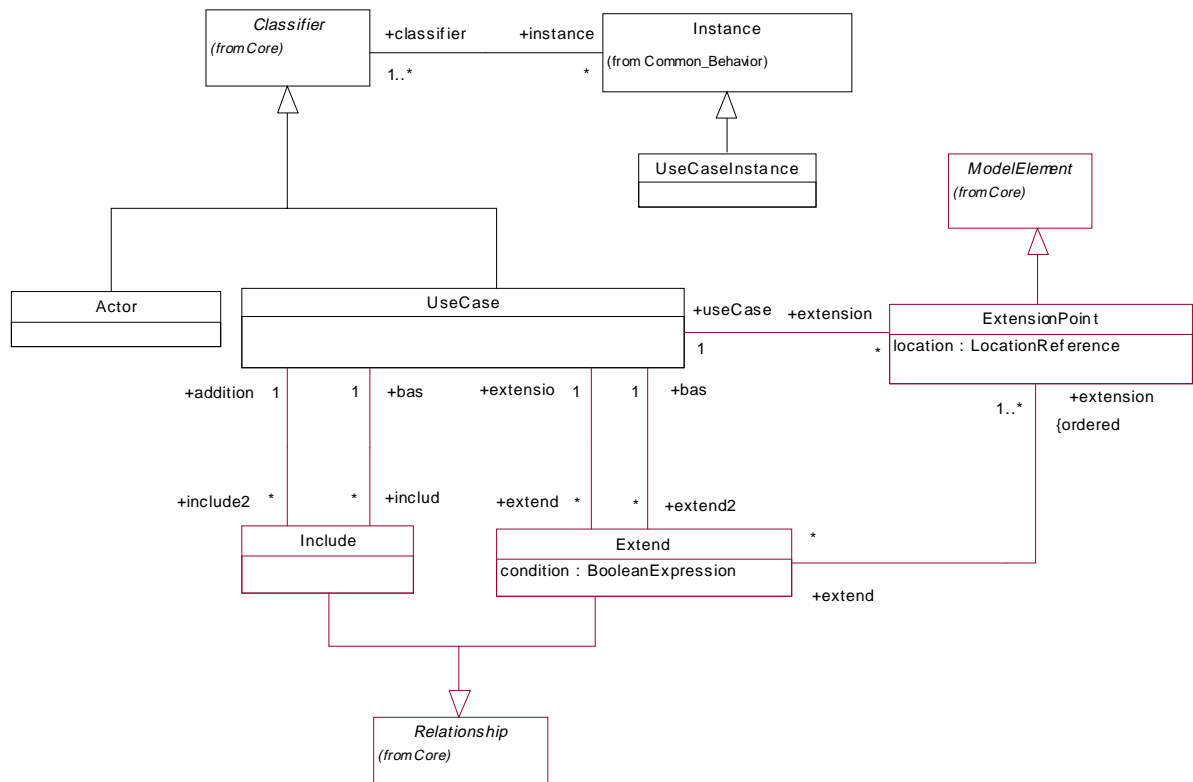 Classifier
(from Core)
+classifier
+instance
1..*
*
Instance
(from Common_Behavior)
UseCaseInstance
ModelElement
(from Core)
Actor
UseCase
+useCase
+extension
1
*
ExtensionPoint
location : LocationReference
+addition
1
1
+bas
+extensio
1
1
+bas
1..*
+extension
{ordered
+include2
*
*
+includ
+extend
*
*
+extend2
Include
Extend
condition : BooleanExpression
*
+extend
Relationship
(from Core)